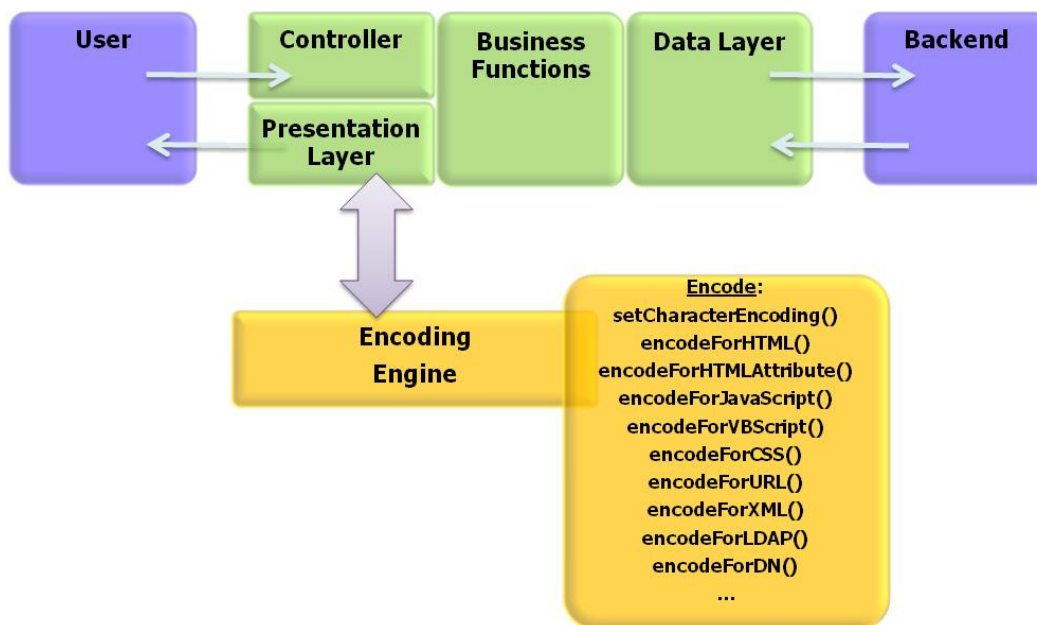 User
Controller
Presentation
Layer
Business
Functions
Data Layer
Backend
Encoding
Engine
Encode:
setCharacterEncoding()
encodeForHTML()
encodeForHTMLAttribute()
encodeForJavaScript()
encodeForVBScript()
encodeForCSS()
encodeForURL()
encodeForXML()
encodeForLDAP()
encodeForDN()
...